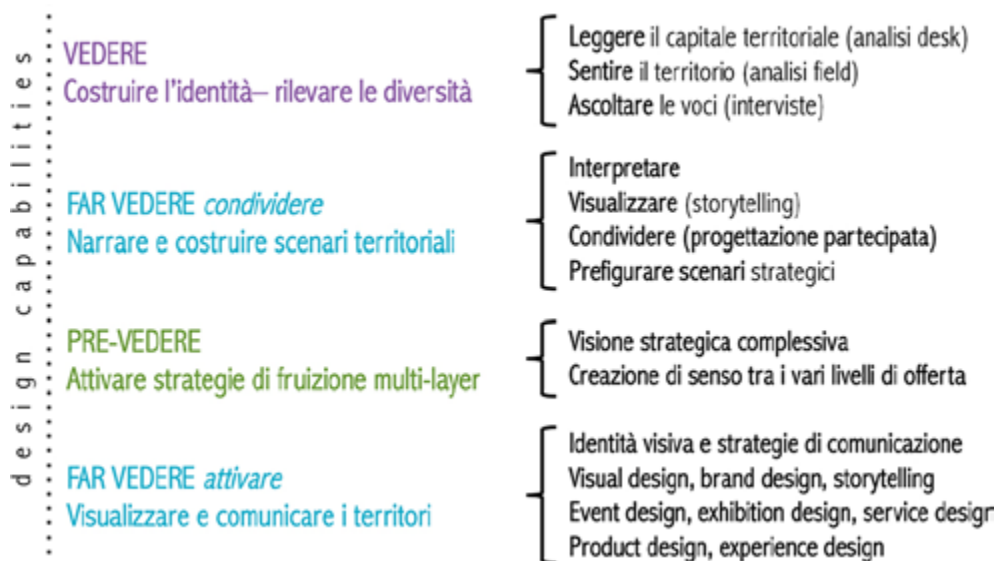 design capabilities
VEDERE
Costruire l'identità– rilevare le diversità
Leggere il capitale territoriale (analisi desk)
Sentire il territorio (analisi field)
Ascoltare le voci (interviste)
FAR VEDERE condividere
Narrare e costruire scenari territoriali
Interpretare
Visualizzare (storytelling)
Condividere (progettazione partecipata)
Prefigurare scenari strategici
PRE-VEDERE
Attivare strategie di fruizione multi-layer
Visione strategica complessiva
Creazione di senso tra i vari livelli di offerta
FAR VEDERE attivare
Visualizzare e comunicare i territori
Identità visiva e strategie di comunicazione
Visual design, brand design, storytelling
Event design, exhibition design, service design
Product design, experience design